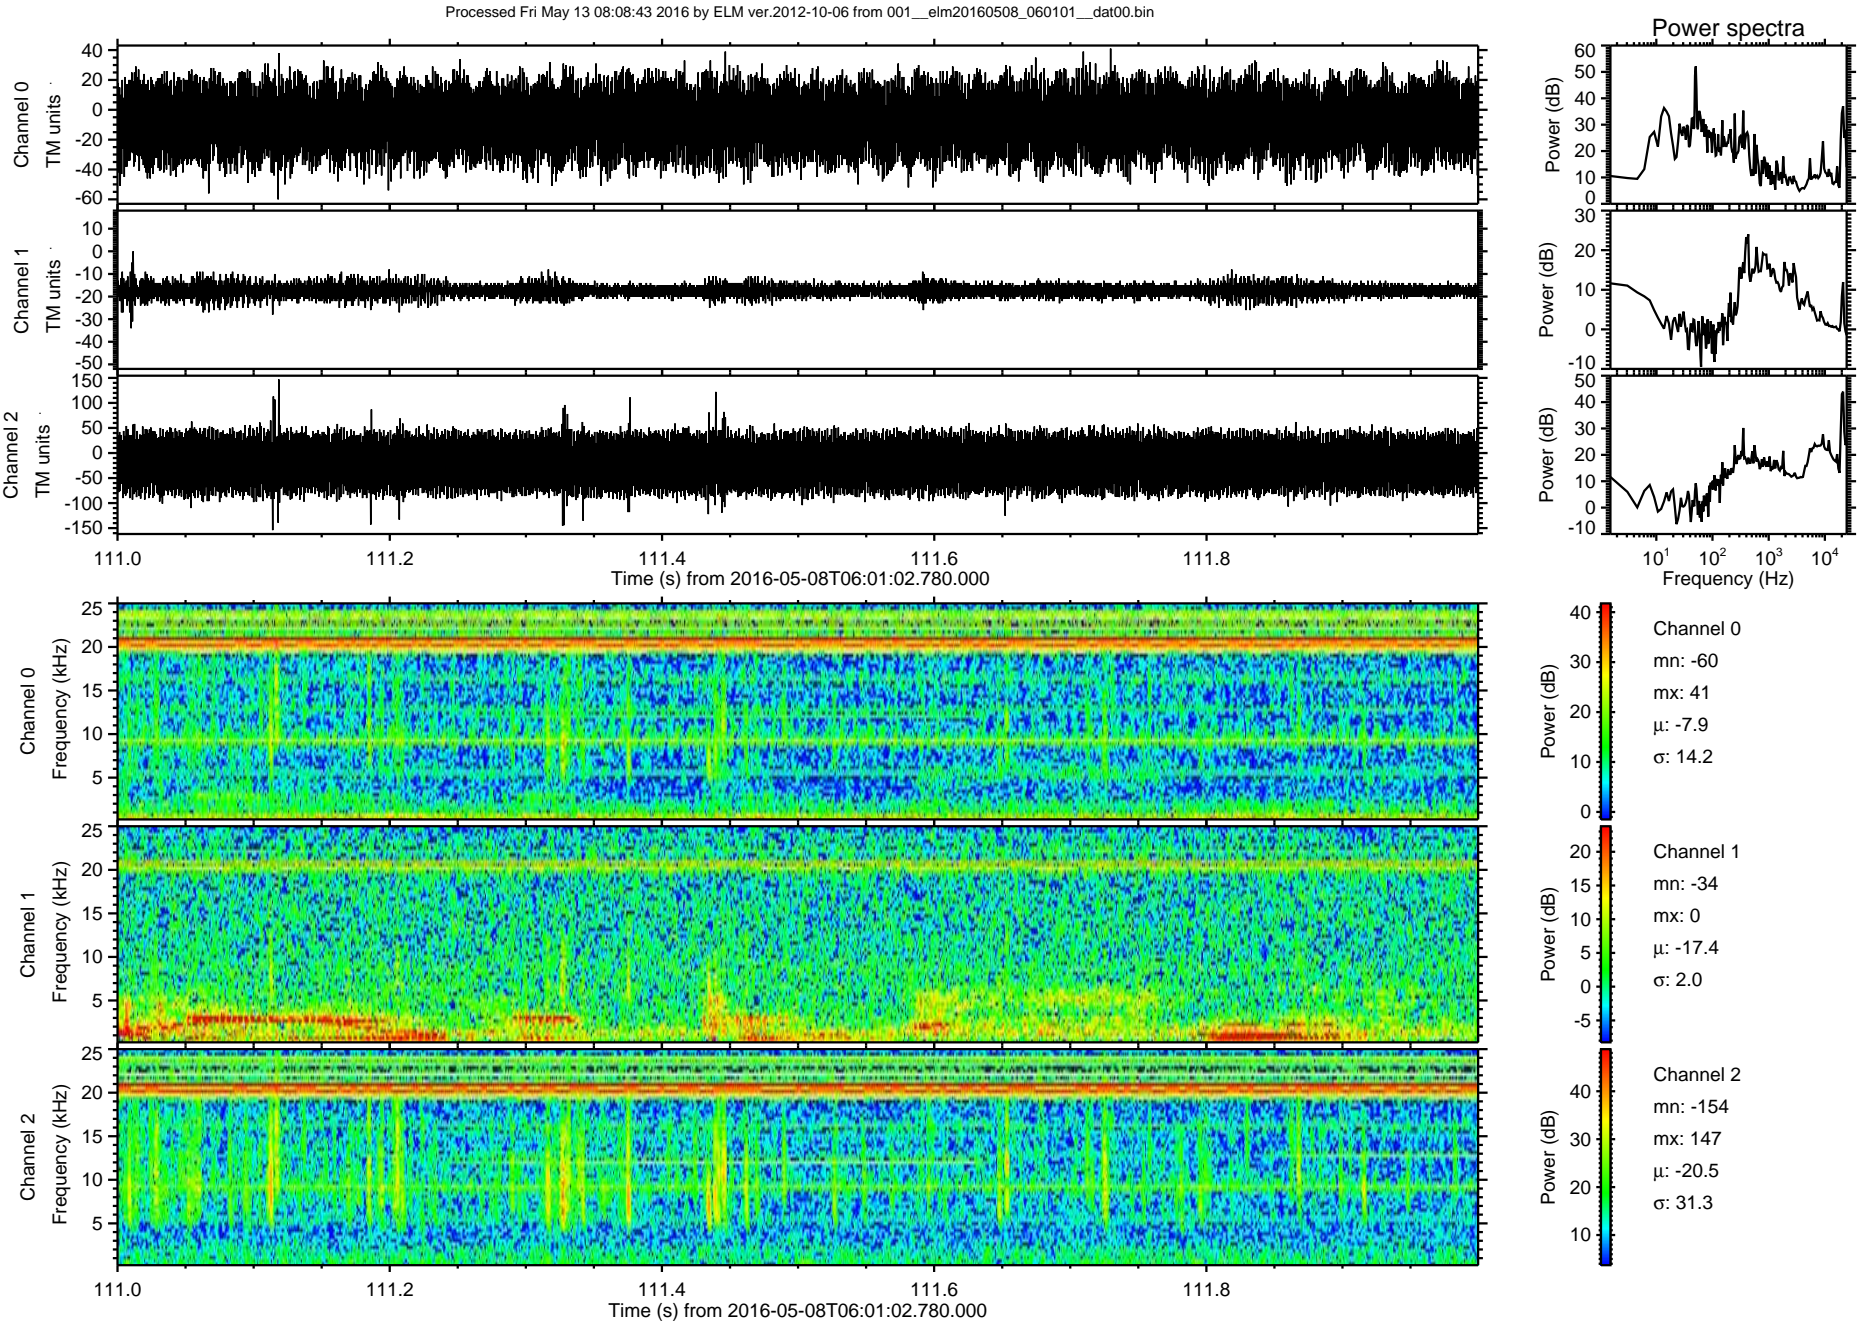 Processed Fri May 13 08:08:43 2016 by ELM ver.2012-10-06 from 001__elm20160508_060101__dat00.bin
Power spectra
Channel 0
TM units
40
20
0
-20
-40
-60
Power (dB)
60
50
40
30
20
10
0
Channel 1
TM units
10
0
-10
-20
-30
-40
-50
Power (dB)
30
20
10
0
-10
Channel 2
TM units
150
100
50
0
-50
-100
-150
Power (dB)
50
40
30
20
10
0
-10
111.0 111.2 111.4 111.6 111.8
Time (s) from 2016-05-08T06:01:02.780.000
10^1 10^2 10^3 10^4
Frequency (Hz)
Channel 0
Frequency (kHz)
25
20
15
10
5
Power (dB)
40
30
20
10
0
Channel 0
mn: -60
mx: 41
μ: -7.9
σ: 14.2
Channel 1
Frequency (kHz)
25
20
15
10
5
Power (dB)
20
15
10
5
0
-5
Channel 1
mn: -34
mx: 0
μ: -17.4
σ: 2.0
Channel 2
Frequency (kHz)
25
20
15
10
5
Power (dB)
40
30
20
10
Channel 2
mn: -154
mx: 147
μ: -20.5
σ: 31.3
111.0 111.2 111.4 111.6 111.8
Time (s) from 2016-05-08T06:01:02.780.000